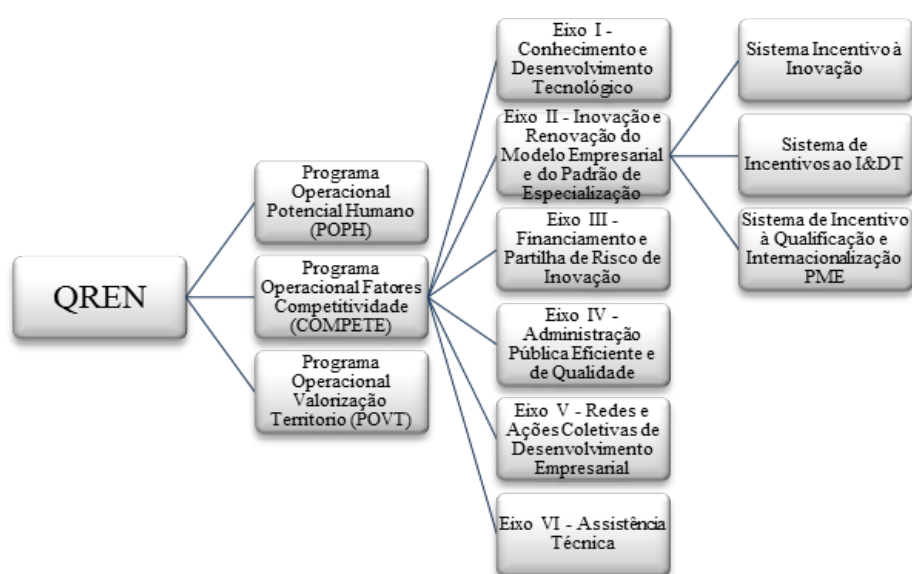 QREN
Programa
Operacional
Potencial Humano
(POPH)
Programa
Operacional Fatores
Competitividade
(COMPETE)
Programa
Operacional
Valorização
Territorio (POVT)
Eixo I -
Conhecimento e
Desenvolvimento
Tecnológico
Eixo II - Inovação e
Renovação do
Modelo Empresarial
e do Padrão de
Especialização
Eixo III -
Financiamento e
Partilha de Risco de
Inovação
Eixo IV -
Administração
Pública Eficiente e
de Qualidade
Eixo V - Redes e
Ações Coletivas de
Desenvolvimento
Empresarial
Eixo VI - Assistência
Técnica
Sistema Incentivo à
Inovação
Sistema de
Incentivos ao I&DT
Sistema de Incentivo
à Qualificação e
Internacionalização
PME